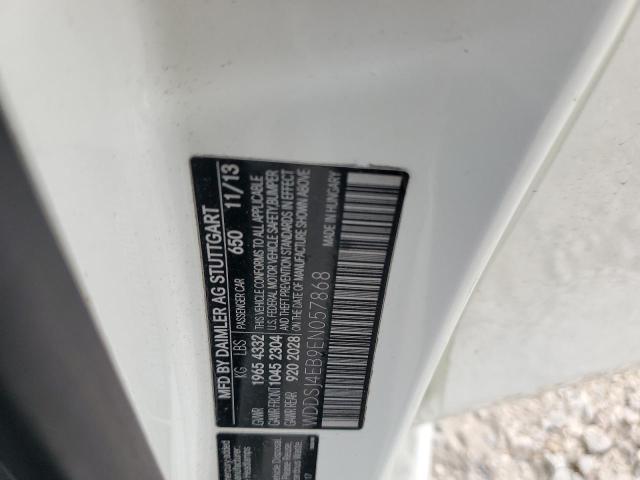 MFD BY DAIMLER AG STUTTGART
PASSENGER CAR 650 11/13
KG LBS
GVWR 1965 4332 THIS VEHICLE CONFORMS TO ALL APPLICABLE
GAWR FRONT 1045 2304 U.S. FEDERAL MOTOR VEHICLE SAFETY, BUMPER
GAWR REAR 920 2028 AND THEFT PREVENTION STANDARDS IN EFFECT
ON THE DATE OF MANUFACTURE SHOWN ABOVE
WDDSJ4EB9EN057868 MADE IN HUNGARY